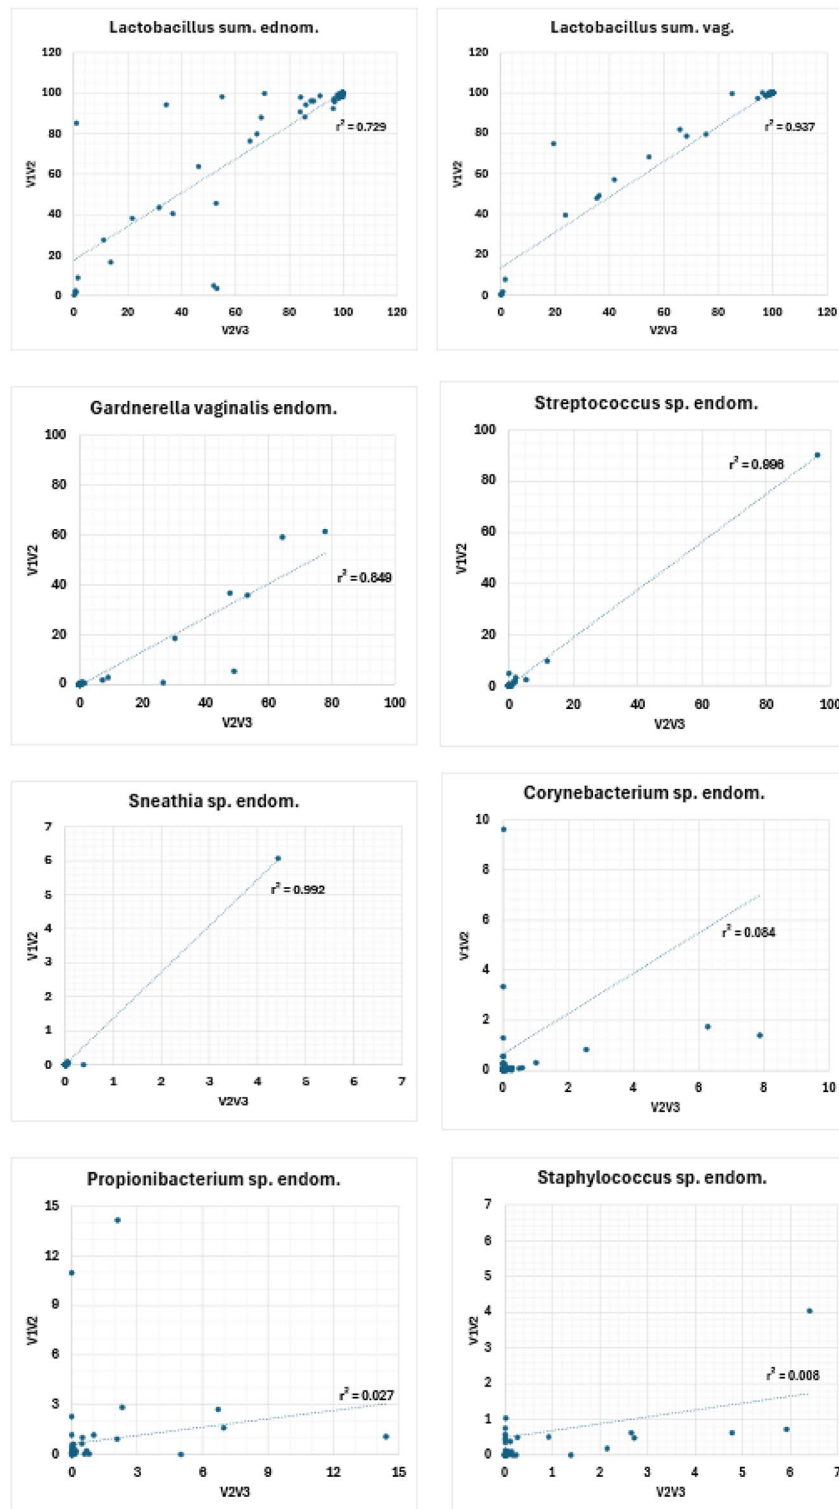 Lactobacillus sum. ednom.
120
100
80
60
40
20
0
V1V2
r² = 0.729
0 20 40 60 80 100 120
V2V3
Lactobacillus sum. vag.
120
100
80
60
40
20
0
V1V2
r² = 0.937
0 20 40 60 80 100 120
V2V3
Gardnerella vaginalis endom.
100
80
60
40
20
0
V1V2
r² = 0.849
0 20 40 60 80 100
V2V3
Streptococcus sp. endom.
100
80
60
40
20
0
V1V2
r² = 0.996
0 20 40 60 80 100
V2V3
Sneathia sp. endom.
7
6
5
4
3
2
1
0
V1V2
r² = 0.992
0 1 2 3 4 5 6 7
V2V3
Corynebacterium sp. endom.
10
8
6
4
2
0
V1V2
r² = 0.084
0 2 4 6 8 10
V2V3
Propionibacterium sp. endom.
15
12
9
6
3
0
V1V2
r² = 0.027
0 3 6 9 12 15
V2V3
Staphylococcus sp. endom.
7
6
5
4
3
2
1
0
V1V2
r² = 0.008
0 1 2 3 4 5 6 7
V2V3